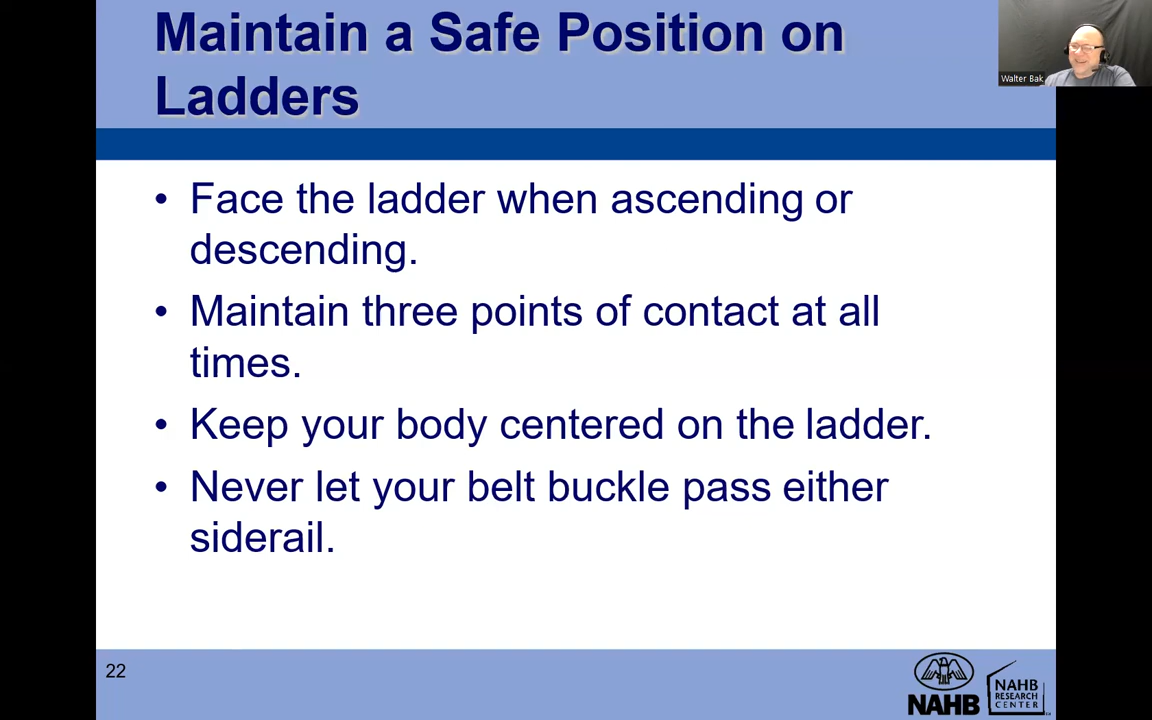 Maintain a Safe Position on
Ladders
Walter Bak
• Face the ladder when ascending or
descending.
• Maintain three points of contact at all
times.
• Keep your body centered on the ladder.
• Never let your belt buckle pass either
siderail.
22
NAHB
NAHB
RESEARCH
CENTER